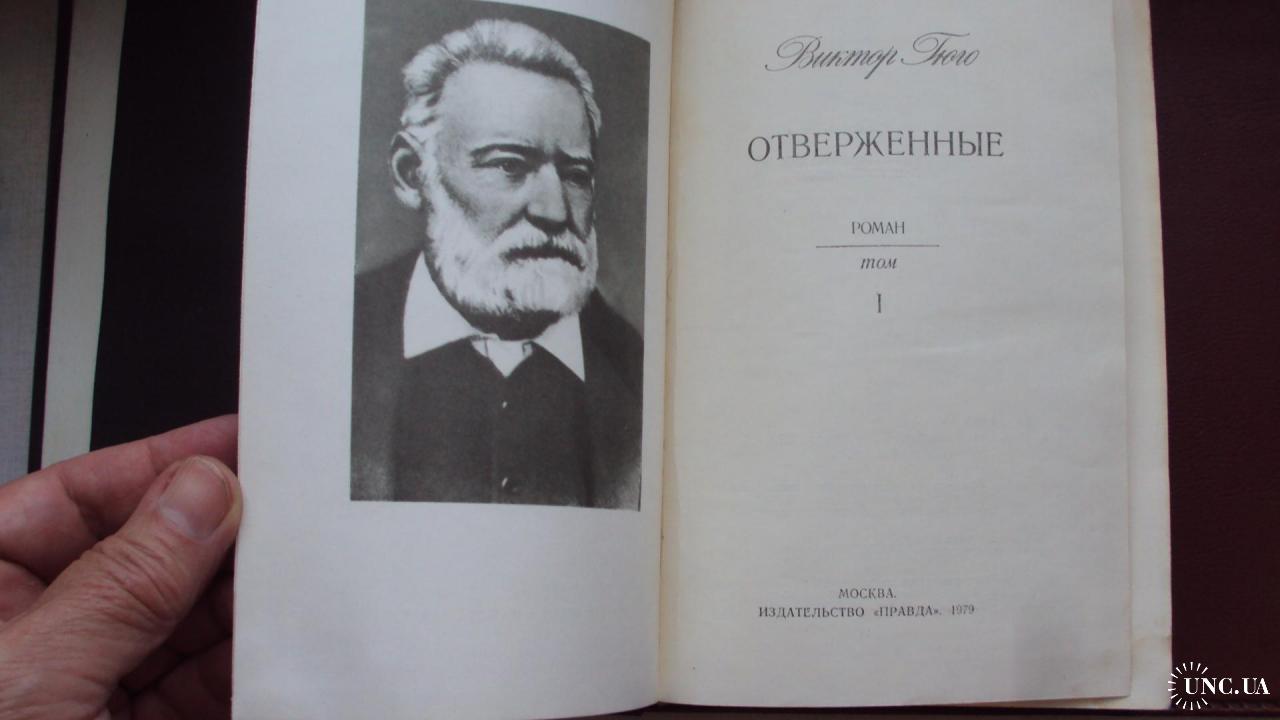 Виктор Гюго
ОТВЕРЖЕННЫЕ
РОМАН
том
I
МОСКВА.
ИЗДАТЕЛЬСТВО «ПРАВДА». 1979
UNC.UA